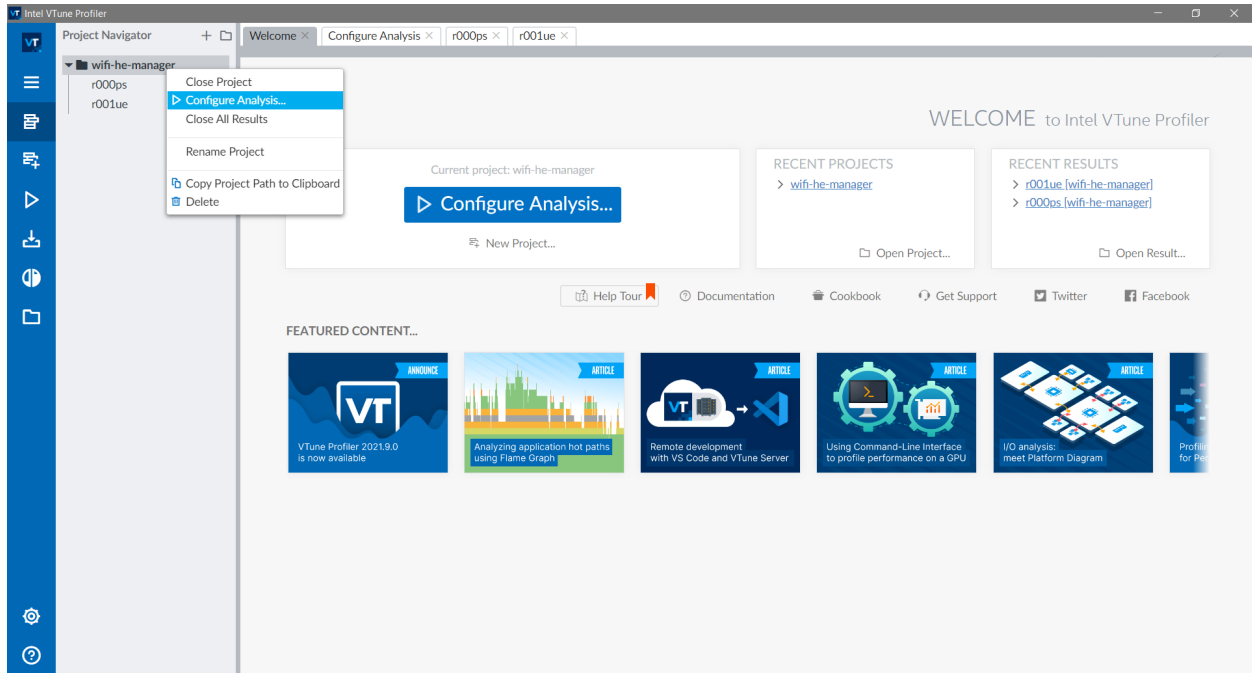 Intel VTune Profiler
VT
Project Navigator
Welcome
Configure Analysis
r000ps
r001ue
wifi-he-manager
r000ps
r001ue
Close Project
Configure Analysis...
Close All Results
Rename Project
Copy Project Path to Clipboard
Delete
WELCOME to Intel VTune Profiler
Current project: wifi-he-manager
Configure Analysis...
New Project...
RECENT PROJECTS
wifi-he-manager
Open Project...
RECENT RESULTS
r001ue [wifi-he-manager]
r000ps [wifi-he-manager]
Open Result...
Help Tour
Documentation
Cookbook
Get Support
Twitter
Facebook
FEATURED CONTENT...
ANNOUNCE
VT
VTune Profiler 2021.9.0
is now available
ARTICLE
Analyzing application hot paths
using Flame Graph
ARTICLE
VT
Remote development
with VS Code and VTune Server
ARTICLE
Using Command-Line Interface
to profile performance on a GPU
ARTICLE
I/O analysis:
meet Platform Diagram
for